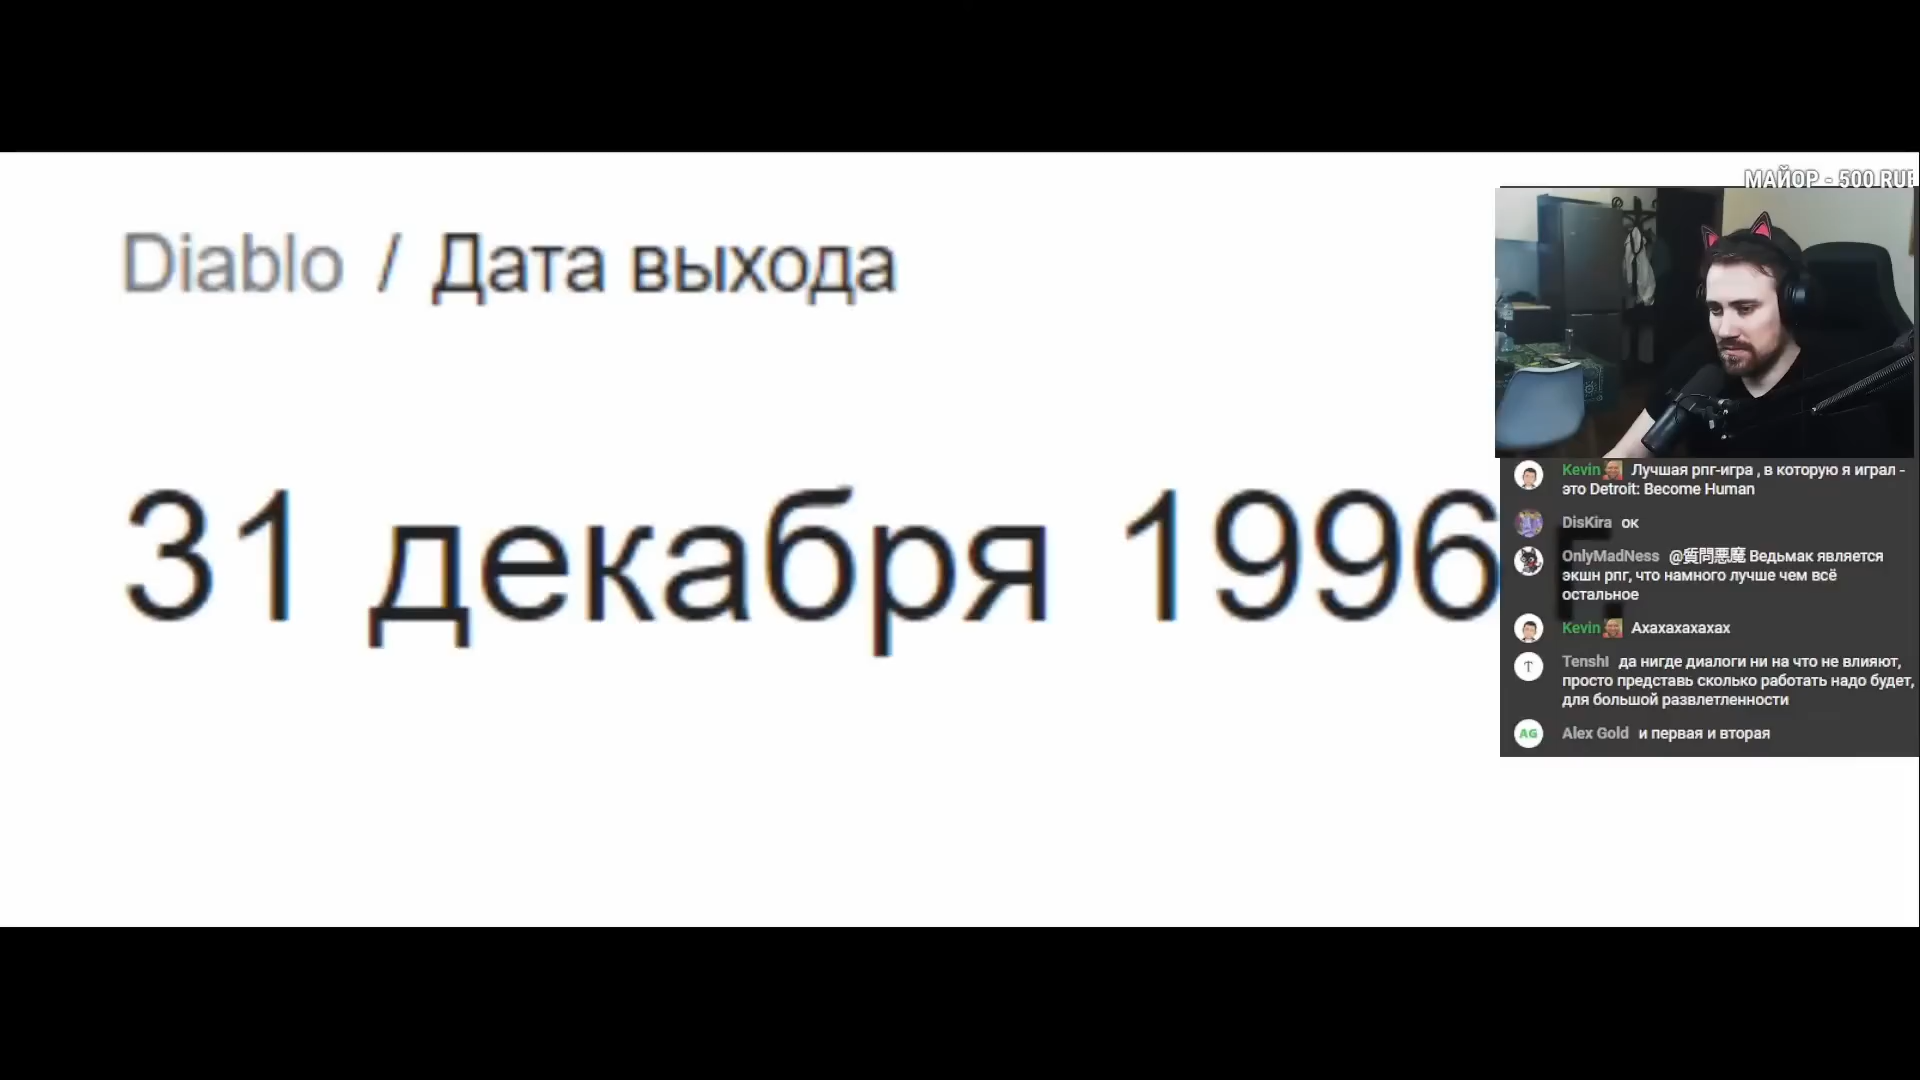 МАЙОР - 500 RUB
Diablo / Дата выхода
31 декабря 1996 г.
Kevin Лучшая рпг-игра , в которую я играл -
это Detroit: Become Human
DisKira ок
OnlyMadNess @質問悪魔 Ведьмак является
экшн рпг, что намного лучше чем всё
остальное
Kevin Ахахахахахах
T
TenshI да нигде диалоги ни на что не влияют,
просто представь сколько работать надо будет,
для большой развлетленности
AG
Alex Gold и первая и вторая